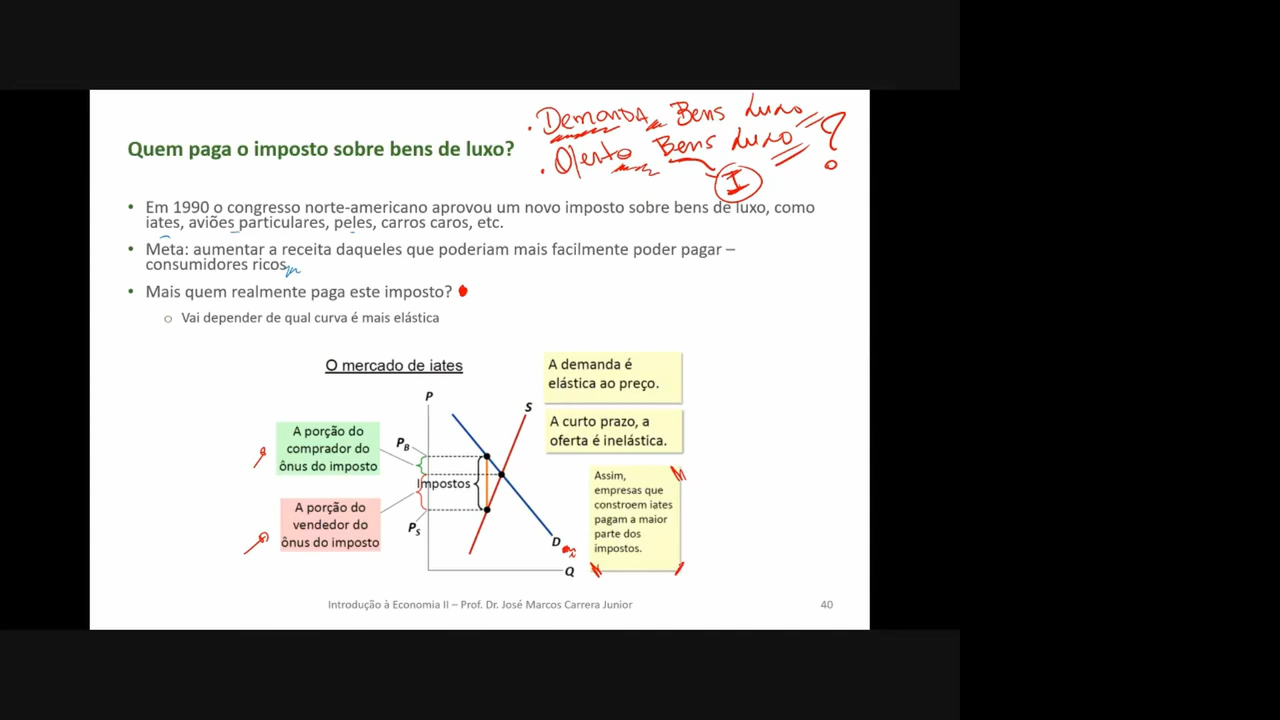 . Demanda Bens Luxo ?
Quem paga o imposto sobre bens de luxo?
. Oferta Bens Luxo
I
• Em 1990 o congresso norte-americano aprovou um novo imposto sobre bens de luxo, como
iates, aviões particulares, peles, carros caros, etc.
• Meta: aumentar a receita daqueles que poderiam mais facilmente poder pagar –
consumidores ricos
• Mais quem realmente paga este imposto?
o Vai depender de qual curva é mais elástica
O mercado de iates
A demanda é
elástica ao preço.
P
S
A curto prazo, a
oferta é inelástica.
A porção do
comprador do
ônus do imposto
PB
Impostos
Assim,
empresas que
constroem iates
pagam a maior
parte dos
impostos.
A porção do
vendedor do
ônus do imposto
PS
D
Q
Introdução à Economia II – Prof. Dr. José Marcos Carrera Junior
40